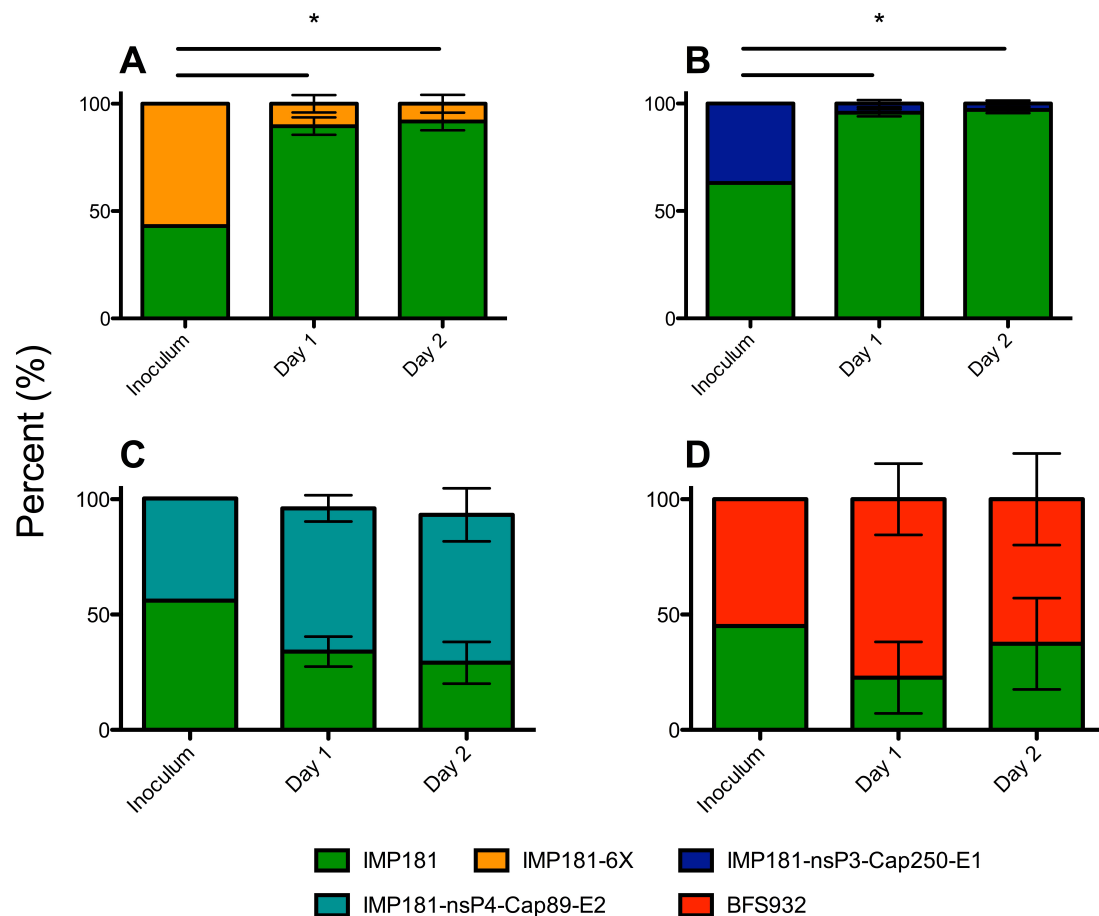 *
*
A
B
100
50
0
Inoculum
Day 1
Day 2
100
50
0
Inoculum
Day 1
Day 2
Percent (%)
C
D
100
50
0
Inoculum
Day 1
Day 2
100
50
0
Inoculum
Day 1
Day 2
IMP181
IMP181-6X
IMP181-nsP3-Cap250-E1
IMP181-nsP4-Cap89-E2
BFS932